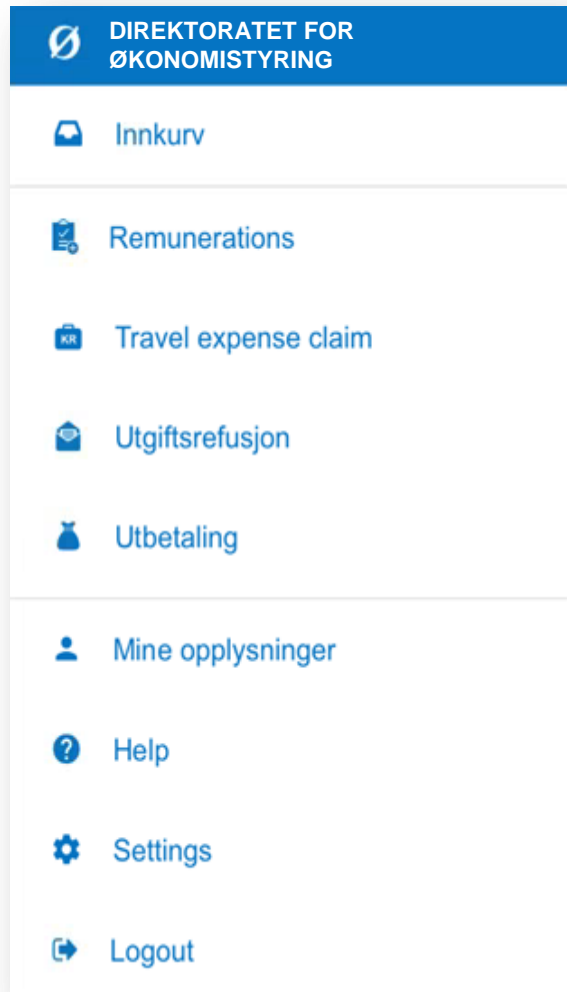 Ø
DIREKTORATET FOR
ØKONOMISTYRING
Innkurv
Remunerations
KR
Travel expense claim
Utgiftsrefusjon
Utbetaling
Mine opplysninger
?
Help
Settings
Logout